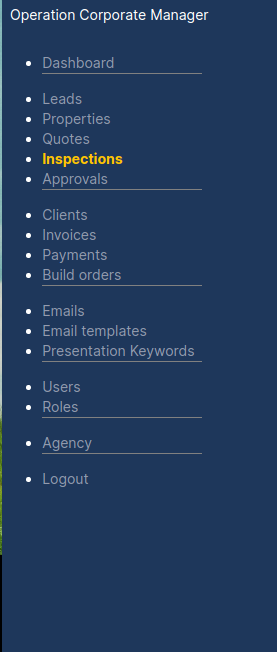 Operation Corporate Manager
Dashboard
Leads
Properties
Quotes
Inspections
Approvals
Clients
Invoices
Payments
Build orders
Emails
Email templates
Presentation Keywords
Users
Roles
Agency
Logout